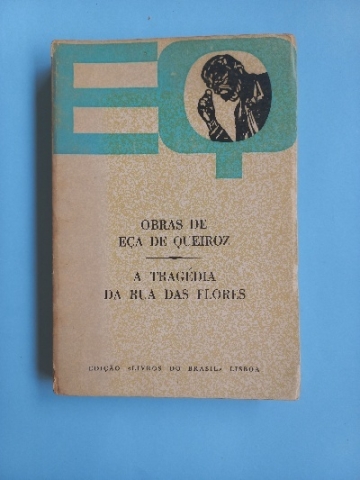 EQ
OBRAS DE
EÇA DE QUEIROZ
A TRAGÉDIA
DA RUA DAS FLORES
EDIÇÃO «LIVROS DO BRASIL» LISBOA